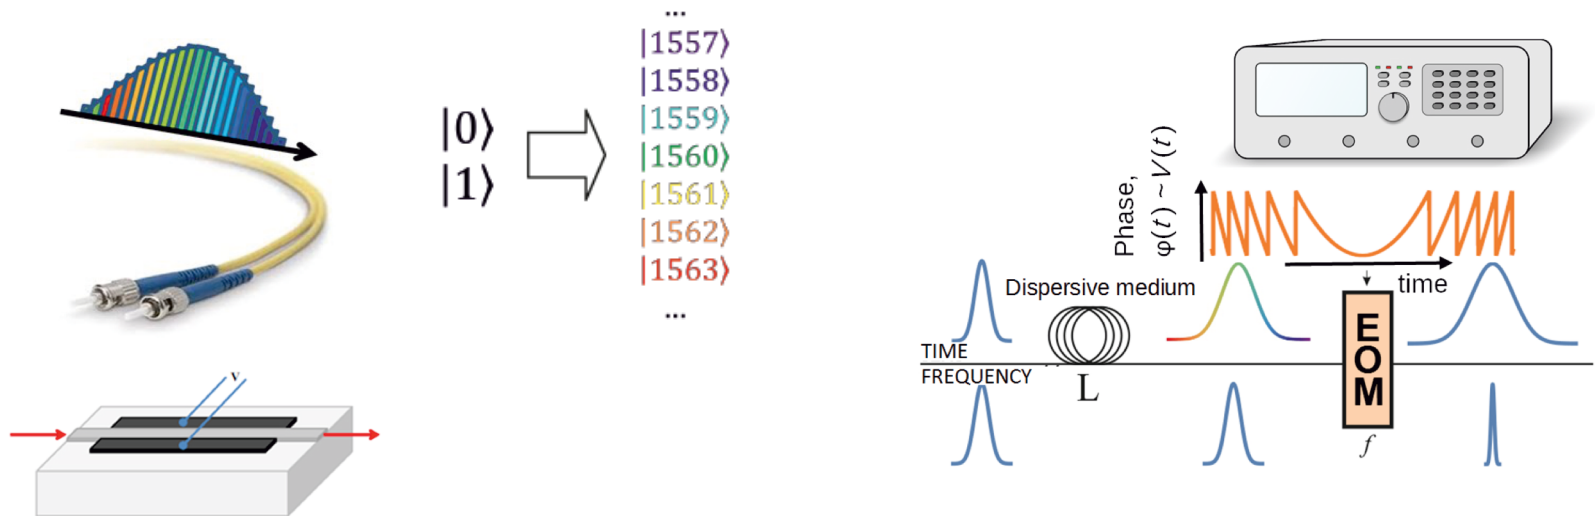 ...
|1557⟩
|1558⟩
|0⟩
|1559⟩
|1560⟩
|1⟩
|1561⟩
|1562⟩
|1563⟩
...
V
Phase,
φ(t) ~ V(t)
time
Dispersive medium
TIME
FREQUENCY
L
EOM
f